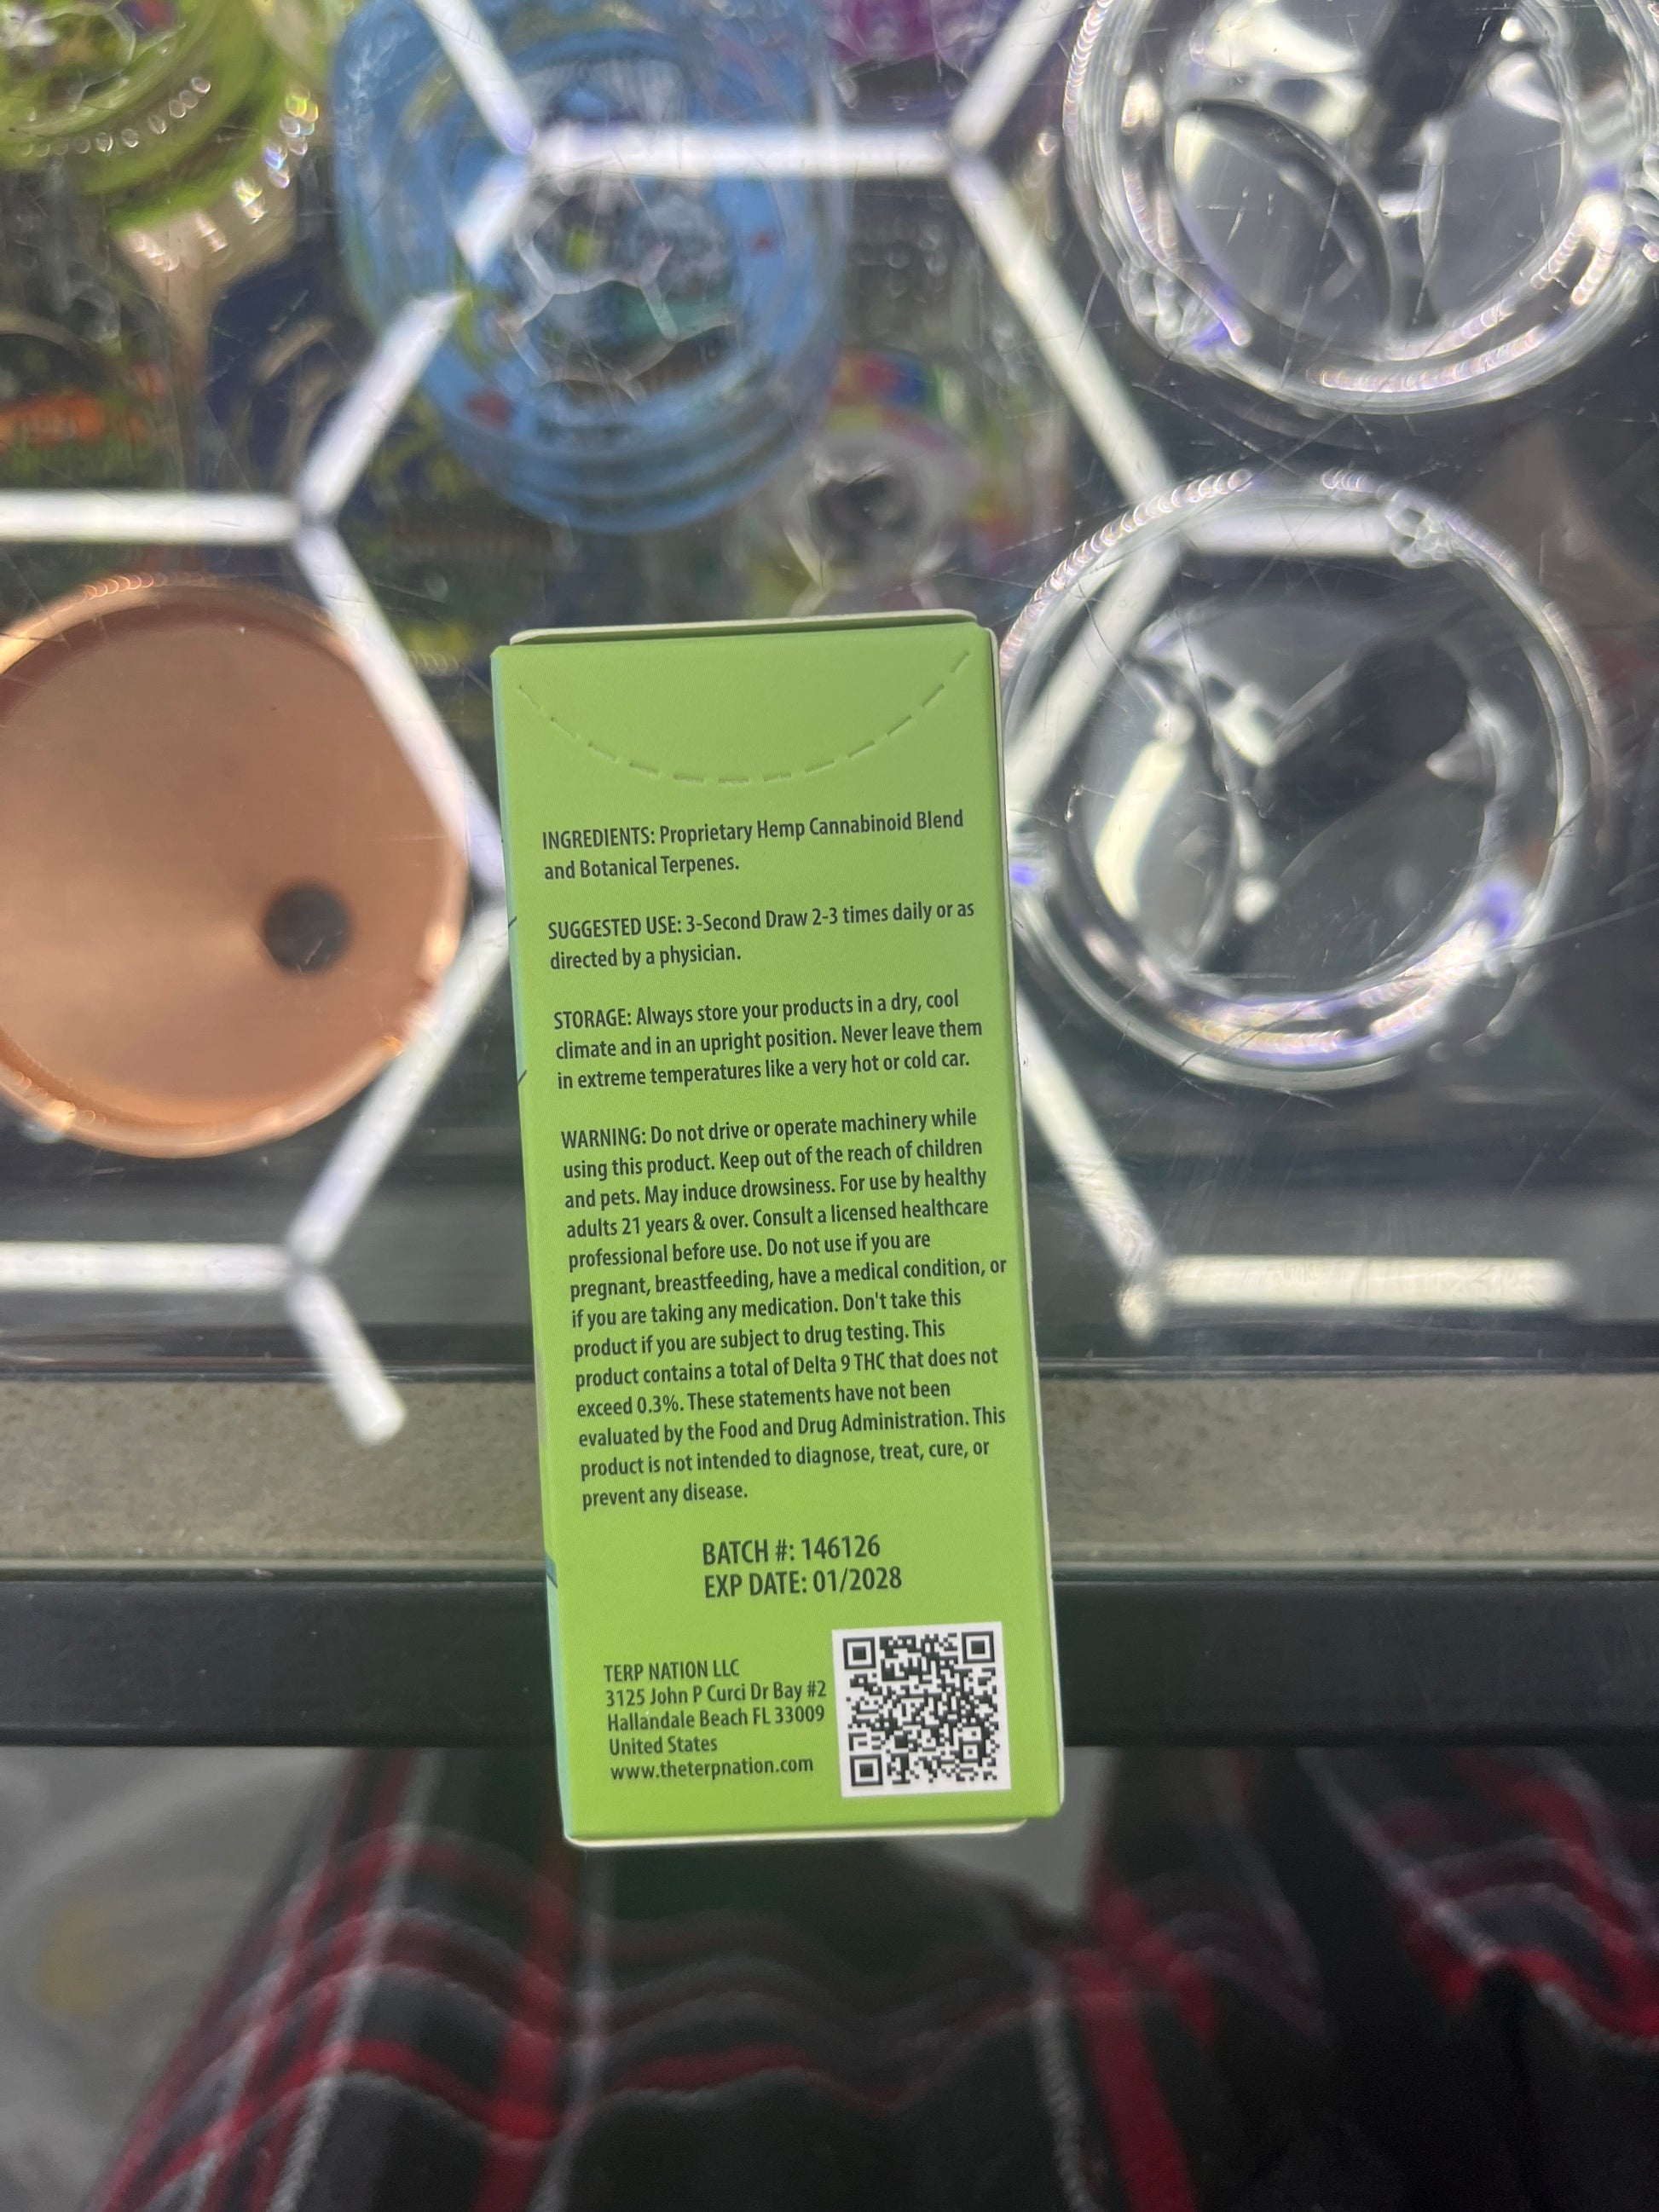 INGREDIENTS: Proprietary Hemp Cannabinoid Blend
and Botanical Terpenes.
SUGGESTED USE: 3-Second Draw 2-3 times daily or as
directed by a physician.
STORAGE: Always store your products in a dry, cool
climate and in an upright position. Never leave them
in extreme temperatures like a very hot or cold car.
WARNING: Do not drive or operate machinery while
using this product. Keep out of the reach of children
and pets. May induce drowsiness. For use by healthy
adults 21 years & over. Consult a licensed healthcare
professional before use. Do not use if you are
pregnant, breastfeeding, have a medical condition, or
if you are taking any medication. Don't take this
product if you are subject to drug testing. This
product contains a total of Delta 9 THC that does not
exceed 0.3%. These statements have not been
evaluated by the Food and Drug Administration. This
product is not intended to diagnose, treat, cure, or
prevent any disease.
BATCH #: 146126
EXP DATE: 01/2028
TERP NATION LLC
3125 John P Curci Dr Bay #2
Hallandale Beach FL 33009
United States
www.theterpnation.com